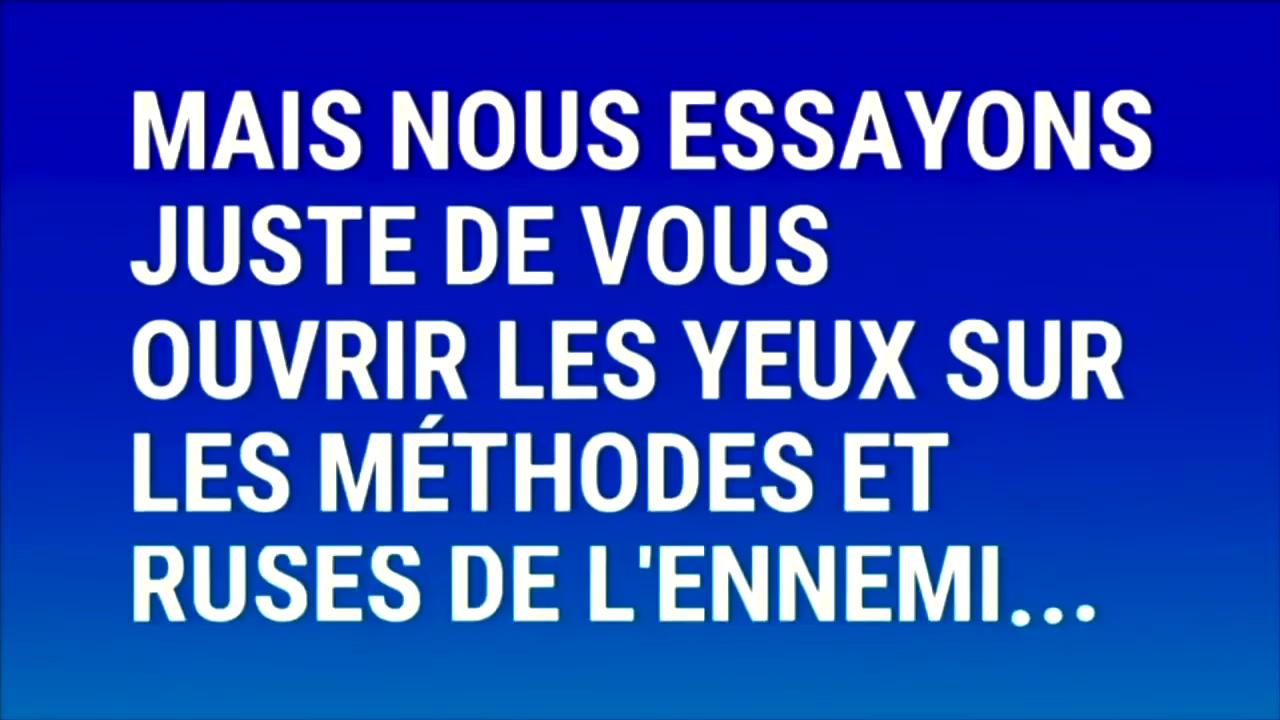 MAIS NOUS ESSAYONS
JUSTE DE VOUS
OUVRIR LES YEUX SUR
LES MÉTHODES ET
RUSES DE L'ENNEMI...